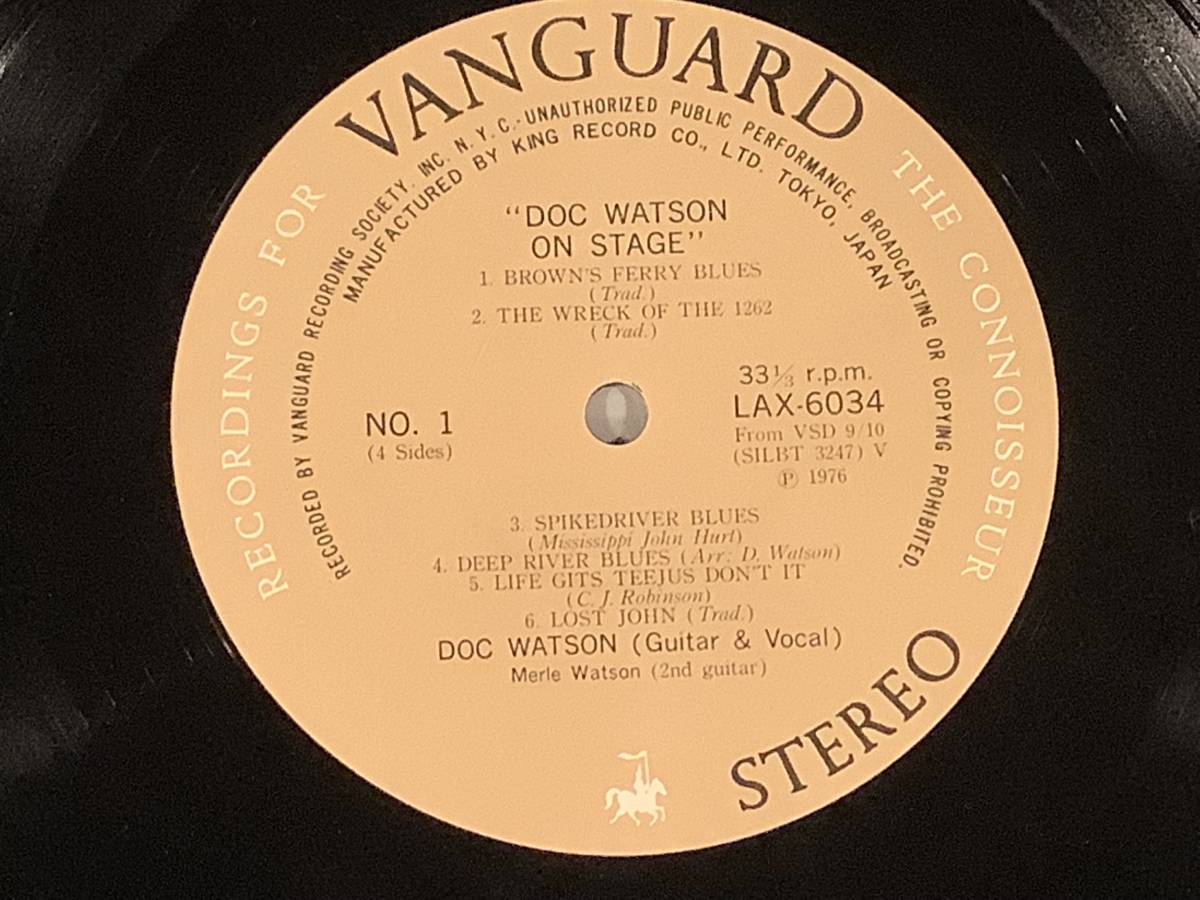 VANGUARD
RECORDINGS FOR THE CONNOISSEUR
RECORDED BY VANGUARD RECORDING SOCIETY, INC. N.Y.C.-UNAUTHORIZED PUBLIC PERFORMANCE, BROADCASTING OR COPYING PROHIBITED.
MANUFACTURED BY KING RECORD CO., LTD. TOKYO, JAPAN
"DOC WATSON
ON STAGE"
1. BROWN'S FERRY BLUES
(Trad.)
2. THE WRECK OF THE 1262
(Trad.)
NO. 1
(4 Sides)
33⅓ r.p.m.
LAX-6034
From VSD 9/10
(SILBT 3247) V
Ⓟ 1976
3. SPIKEDRIVER BLUES
(Mississippi John Hurt)
4. DEEP RIVER BLUES (Arr: D. Watson)
5. LIFE GITS TEEJUS DON'T IT
(C. J. Robinson)
6. LOST JOHN (Trad.)
DOC WATSON (Guitar & Vocal)
Merle Watson (2nd guitar)
STEREO